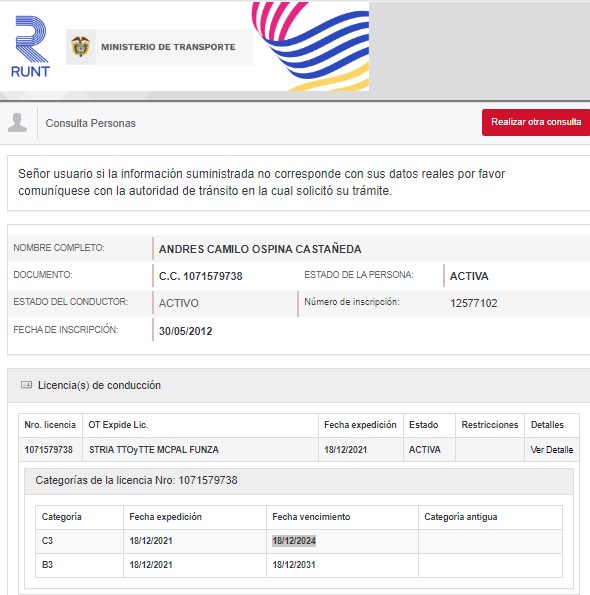 RUNT
MINISTERIO DE TRANSPORTE
Consulta Personas
Realizar otra consulta
Señor usuario si la información suministrada no corresponde con sus datos reales por favor
comuníquese con la autoridad de tránsito en la cual solicitó su trámite.
NOMBRE COMPLETO: ANDRES CAMILO OSPINA CASTAÑEDA
DOCUMENTO: C.C. 1071579738 ESTADO DE LA PERSONA: ACTIVA
ESTADO DEL CONDUCTOR: ACTIVO Número de inscripción: 12577102
FECHA DE INSCRIPCIÓN: 30/05/2012
Licencia(s) de conducción
Nro. licencia OT Expide Lic. Fecha expedición Estado Restricciones Detalles
1071579738 STRIA TTOyTTE MCPAL FUNZA 18/12/2021 ACTIVA Ver Detalle
Categorías de la licencia Nro: 1071579738
Categoría Fecha expedición Fecha vencimiento Categoría antigua
C3 18/12/2021 18/12/2024
B3 18/12/2021 18/12/2031